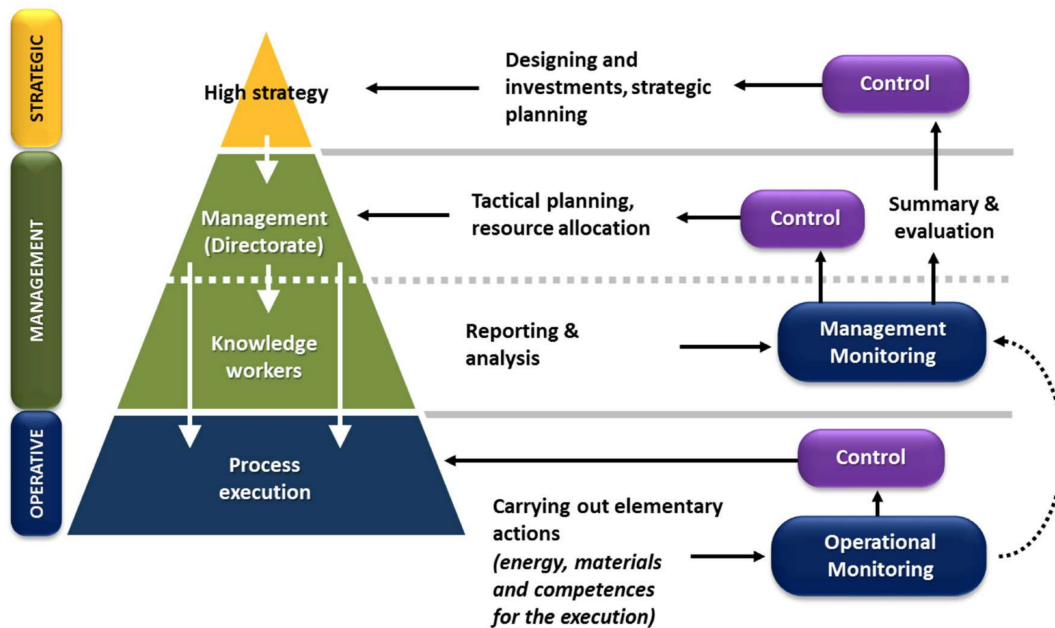 STRATEGIC
MANAGEMENT
OPERATIVE
High strategy
Designing and
investments, strategic
planning
Control
Management
(Directorate)
Tactical planning,
resource allocation
Control
Summary &
evaluation
Knowledge
workers
Reporting &
analysis
Management
Monitoring
Process
execution
Control
Carrying out elementary
actions
(energy, materials
and competences
for the execution)
Operational
Monitoring